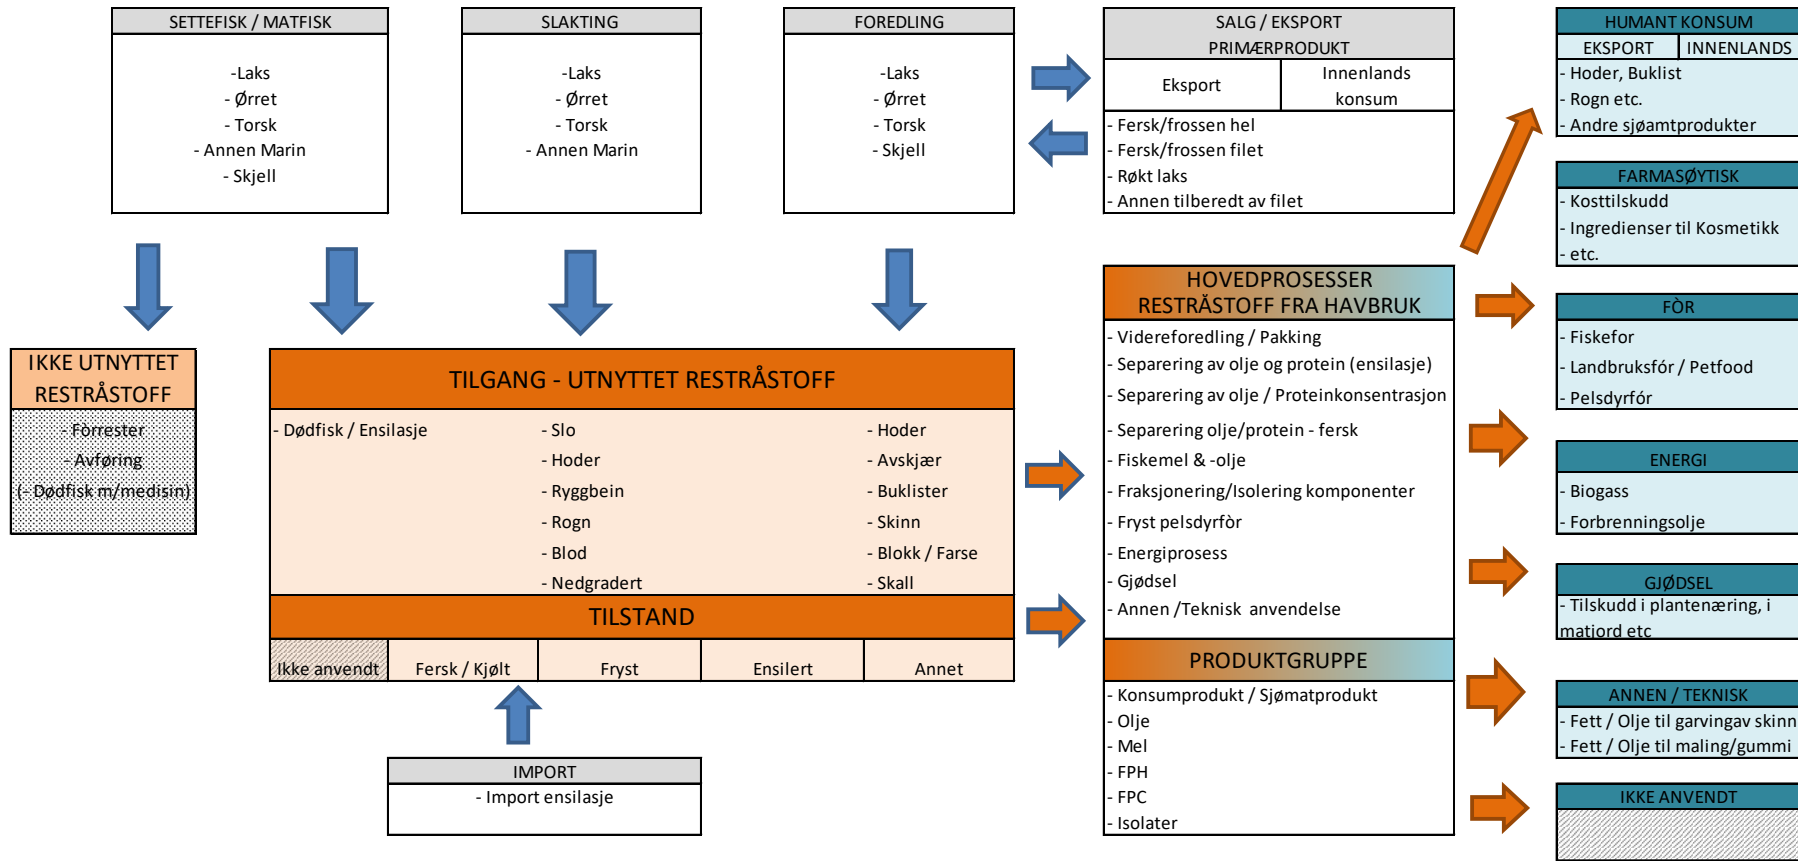 SETTEFISK / MATFISK
-Laks
- Ørret
- Torsk
- Annen Marin
- Skjell
SLAKTING
-Laks
- Ørret
- Torsk
- Annen Marin
FOREDLING
-Laks
- Ørret
- Torsk
- Skjell
SALG / EKSPORT
PRIMÆRPRODUKT
Eksport
Innenlands
konsum
- Fersk/frossen hel
- Fersk/frossen filet
- Røkt laks
- Annen tilberedt av filet
HUMANT KONSUM
EKSPORT
INNENLANDS
- Hoder, Buklist
- Rogn etc.
- Andre sjøamtprodukter
FARMASØYTISK
- Kosttilskudd
- Ingredienser til Kosmetikk
- etc.
IKKE UTNYTTET
RESTRÅSTOFF
- Fòrrester
- Avføring
(- Dødfisk m/medisin)
TILGANG - UTNYTTET RESTRÅSTOFF
- Dødfisk / Ensilasje
- Slo
- Hoder
- Ryggbein
- Rogn
- Blod
- Nedgradert
- Hoder
- Avskjær
- Buklister
- Skinn
- Blokk / Farse
- Skall
TILSTAND
Ikke anvendt
Fersk / Kjølt
Fryst
Ensilert
Annet
IMPORT
- Import ensilasje
HOVEDPROSESSER
RESTRÅSTOFF FRA HAVBRUK
- Videreforedling / Pakking
- Separering av olje og protein (ensilasje)
- Separering av olje / Proteinkonsentrasjon
- Separering olje/protein - fersk
- Fiskemel & -olje
- Fraksjonering/Isolering komponenter
- Fryst pelsdyrfòr
- Energiprosess
- Gjødsel
- Annen /Teknisk anvendelse
PRODUKTGRUPPE
- Konsumprodukt / Sjømatprodukt
- Olje
- Mel
- FPH
- FPC
- Isolater
FÒR
- Fiskefor
- Landbruksfór / Petfood
- Pelsdyrfór
ENERGI
- Biogass
- Forbrenningsolje
GJØDSEL
- Tilskudd i plantenæring, i
matjord etc
ANNEN / TEKNISK
- Fett / Olje til garvingav skinn
- Fett / Olje til maling/gummi
IKKE ANVENDT